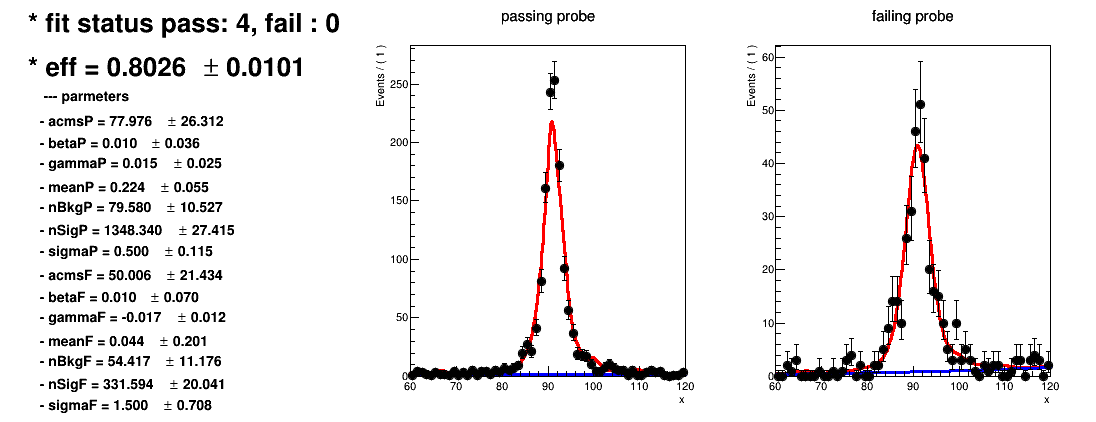 * fit status pass: 4, fail : 0
* eff = 0.8026 ± 0.0101
--- parmeters
- acmsP = 77.976 ± 26.312
- betaP = 0.010 ± 0.036
- gammaP = 0.015 ± 0.025
- meanP = 0.224 ± 0.055
- nBkgP = 79.580 ± 10.527
- nSigP = 1348.340 ± 27.415
- sigmaP = 0.500 ± 0.115
- acmsF = 50.006 ± 21.434
- betaF = 0.010 ± 0.070
- gammaF = -0.017 ± 0.012
- meanF = 0.044 ± 0.201
- nBkgF = 54.417 ± 11.176
- nSigF = 331.594 ± 20.041
- sigmaF = 1.500 ± 0.708
passing probe
Events / ( 1 )
250
200
150
100
50
0
60 70 80 90 100 110 120
x
failing probe
Events / ( 1 )
60
50
40
30
20
10
0
60 70 80 90 100 110 120
x